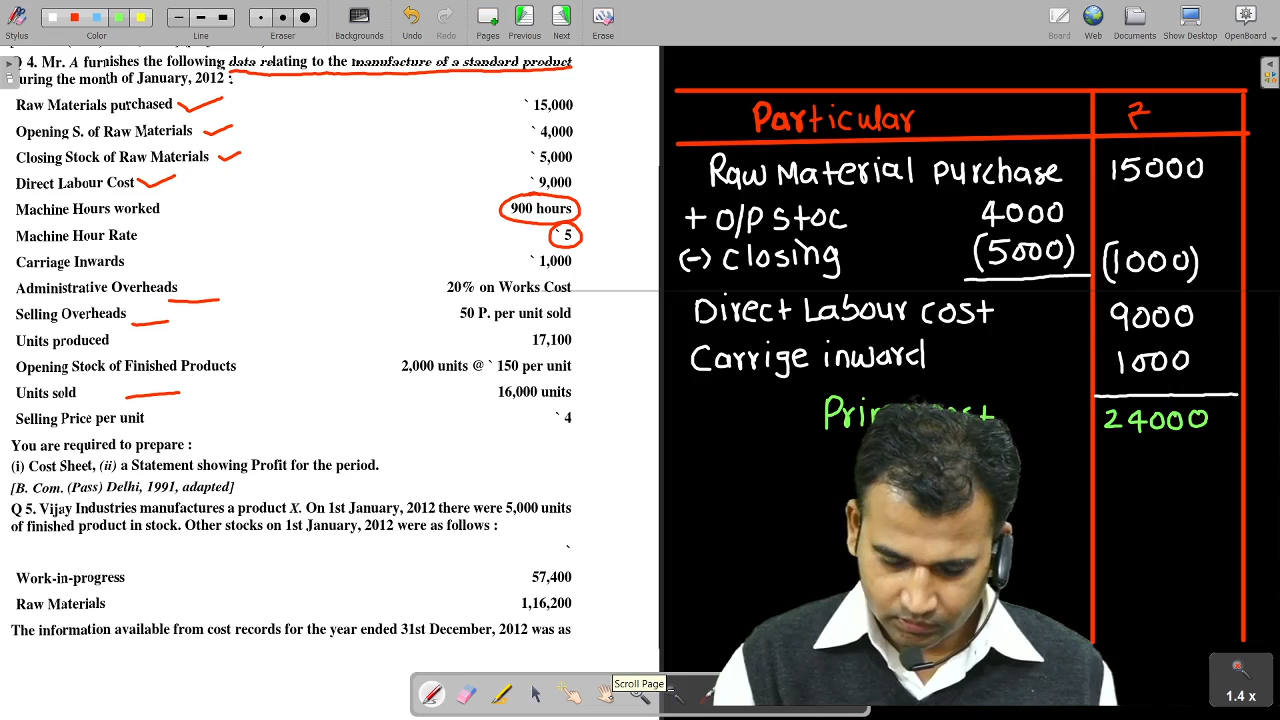 Stylus
Color
Line
Eraser
Backgrounds
Undo
Redo
Pages
Previous
Next
Erase
Board
Web
Documents
Show Desktop
OpenBoard
Q 4. Mr. A furnishes the following data relating to the manufacture of a standard product
during the month of January, 2012 :
Raw Materials purchased ` 15,000
Opening S. of Raw Materials ` 4,000
Closing Stock of Raw Materials ` 5,000
Direct Labour Cost ` 9,000
Machine Hours worked 900 hours
Machine Hour Rate ` 5
Carriage Inwards ` 1,000
Administrative Overheads 20% on Works Cost
Selling Overheads 50 P. per unit sold
Units produced 17,100
Opening Stock of Finished Products 2,000 units @ ` 150 per unit
Units sold 16,000 units
Selling Price per unit ` 4
You are required to prepare :
(i) Cost Sheet, (ii) a Statement showing Profit for the period.
[B. Com. (Pass) Delhi, 1991, adapted]
Q 5. Vijay Industries manufactures a product X. On 1st January, 2012 there were 5,000 units
of finished product in stock. Other stocks on 1st January, 2012 were as follows :
`
Work-in-progress 57,400
Raw Materials 1,16,200
The information available from cost records for the year ended 31st December, 2012 was as
Particular ₹
Raw Material purchase 15000
+ O/P stoc 4000
(-) closing (5000) (1000)
Direct Labour cost 9000
Carrige inward 1000
24000
Scroll Page
1.4 x